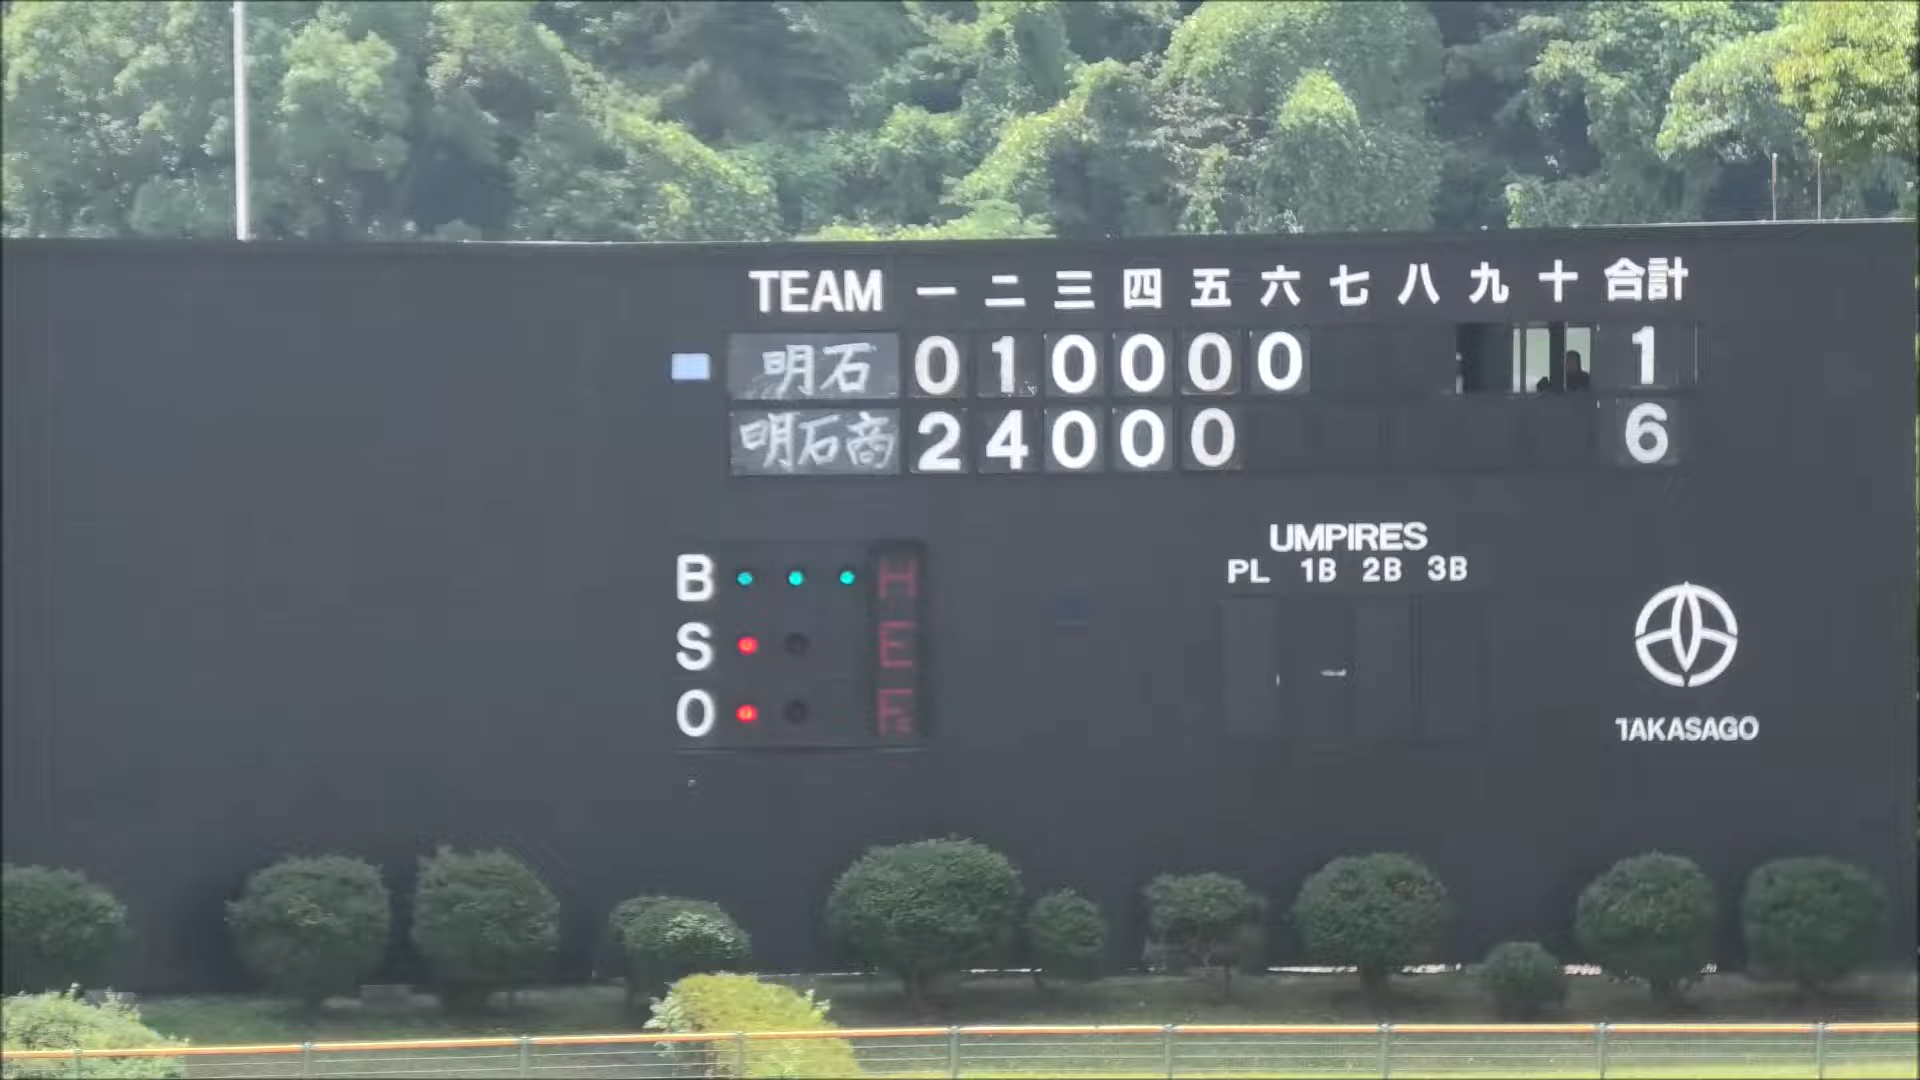 TEAM 一 二 三 四 五 六 七 八 九 十 合計
明石 0 1 0 0 0 0 1
明石商 2 4 0 0 0 6
B H
S E
O F
UMPIRES
PL 1B 2B 3B
TAKASAGO